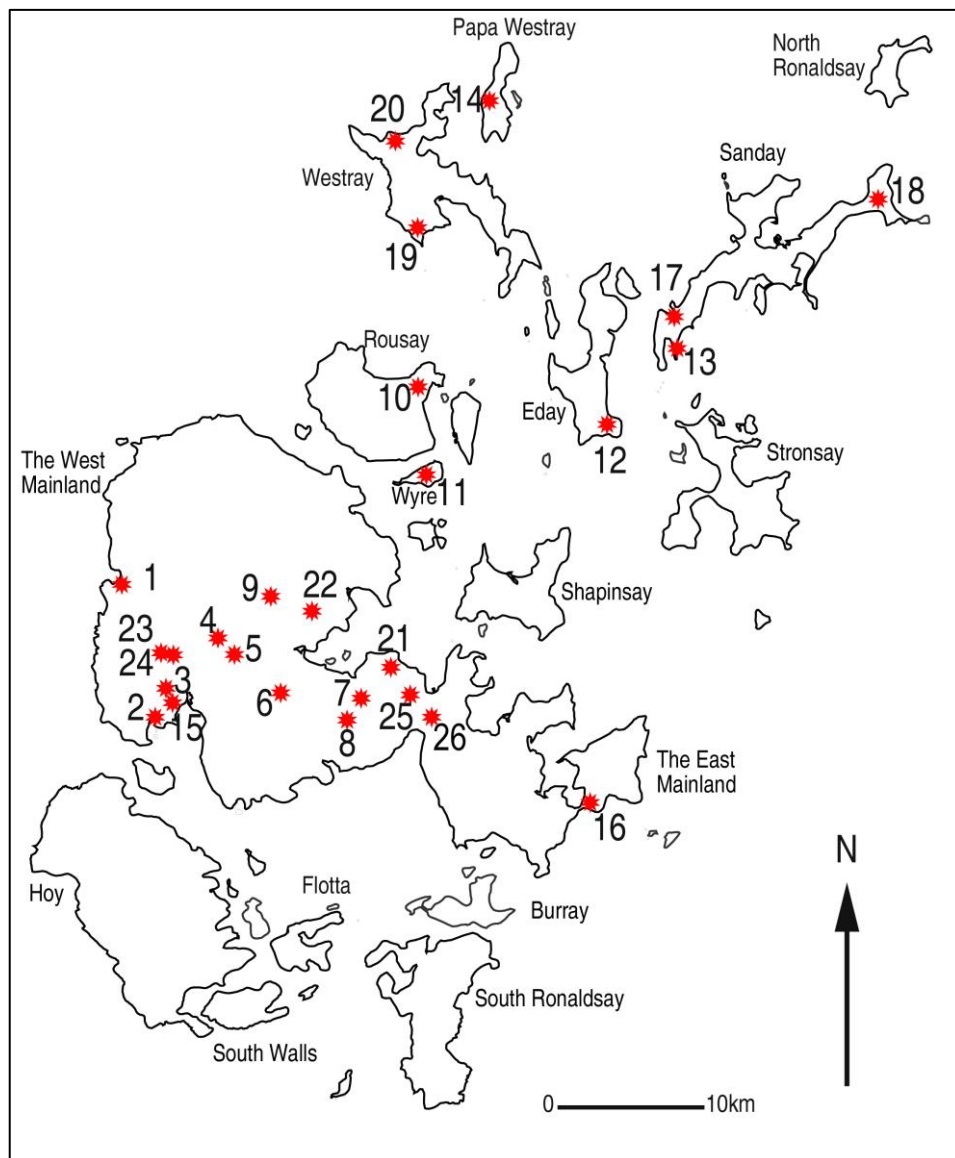 Papa Westray
North
Ronaldsay
14
20
Sanday
Westray
18
19
17
Rousay
13
10
Eday
12
The West
Mainland
Stronsay
Wyre
11
1
9
22
Shapinsay
23
4
21
24
5
3
6
7
25
2
15
8
26
The East
Mainland
16
N
Hoy
Flotta
Burray
South Ronaldsay
South Walls
0
10km